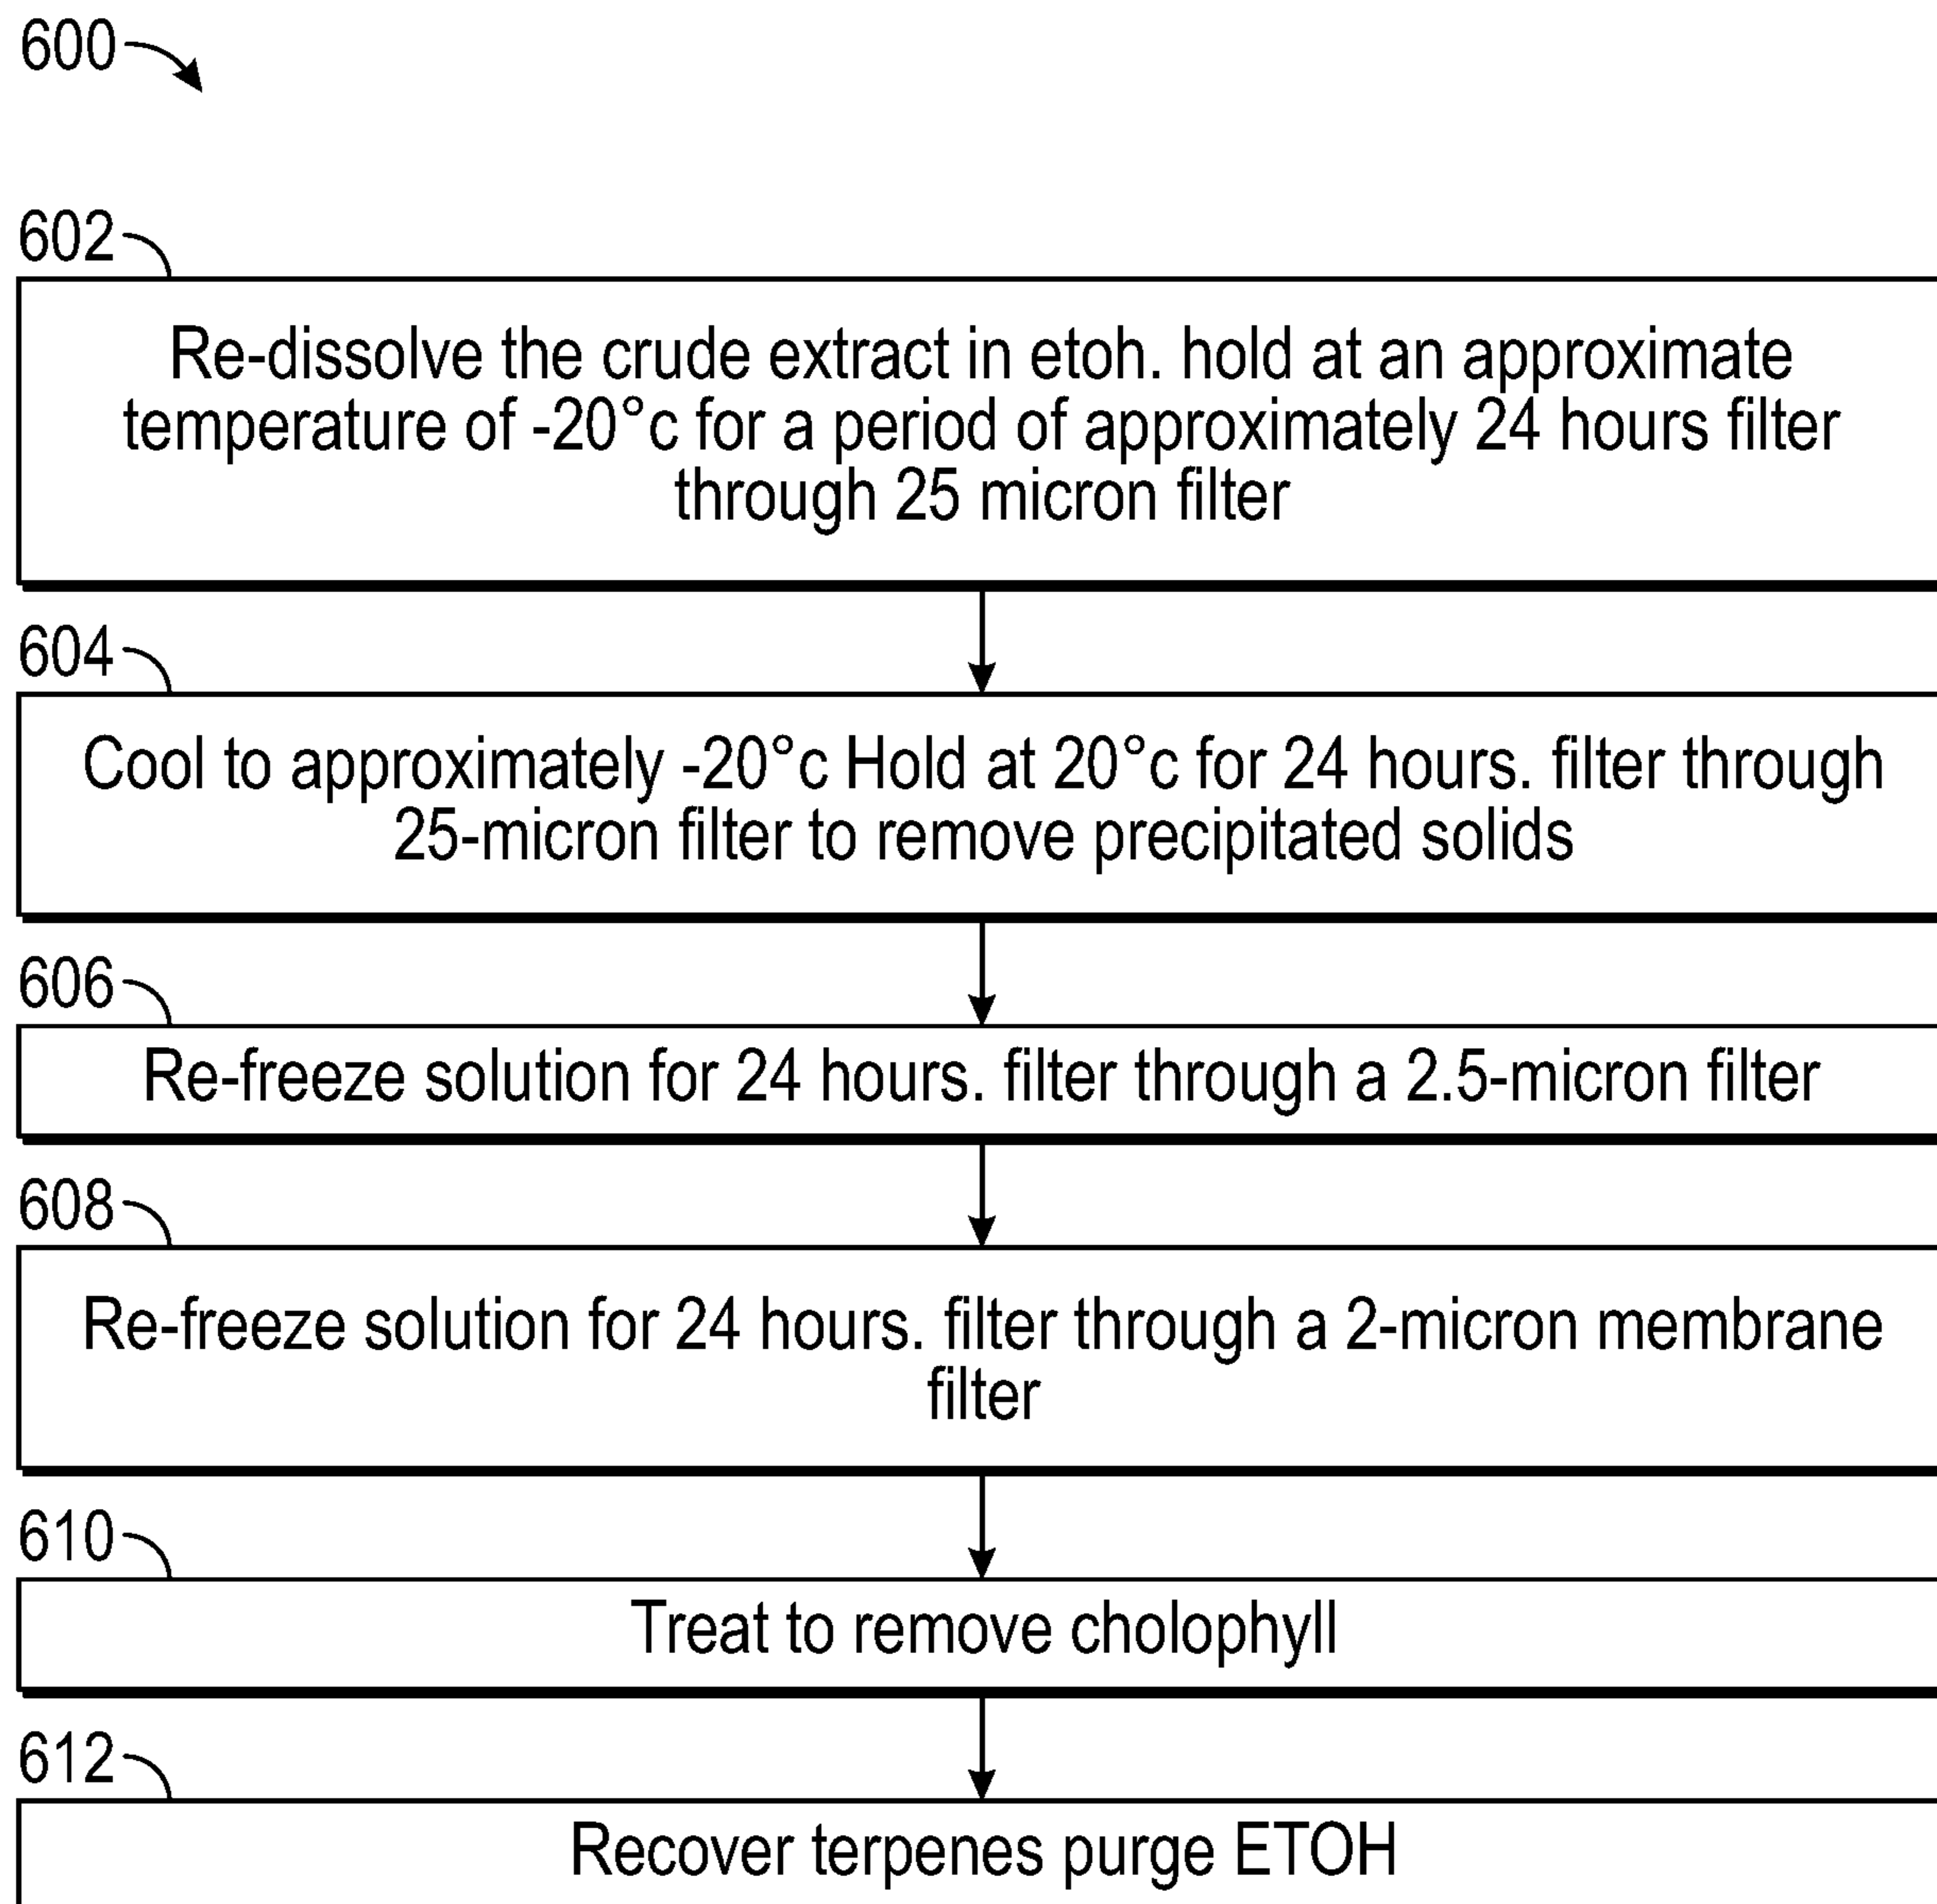 600
602
Re-dissolve the crude extract in etoh. hold at an approximate
temperature of -20°c for a period of approximately 24 hours filter
through 25 micron filter
604
Cool to approximately -20°c Hold at 20°c for 24 hours. filter through
25-micron filter to remove precipitated solids
606
Re-freeze solution for 24 hours. filter through a 2.5-micron filter
608
Re-freeze solution for 24 hours. filter through a 2-micron membrane
filter
610
Treat to remove cholophyll
612
Recover terpenes purge ETOH